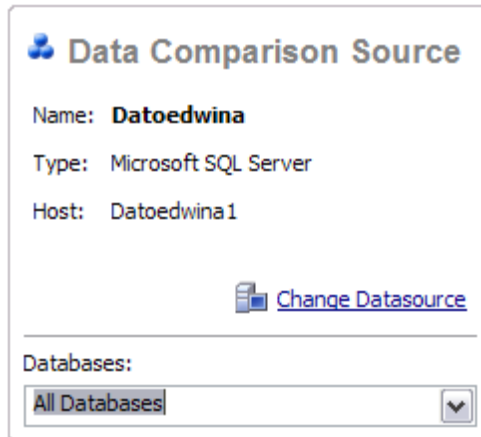 Data Comparison Source
Name: Datoedwina
Type: Microsoft SQL Server
Host: Datoedwina1
Change Datasource
Databases:
All Databases